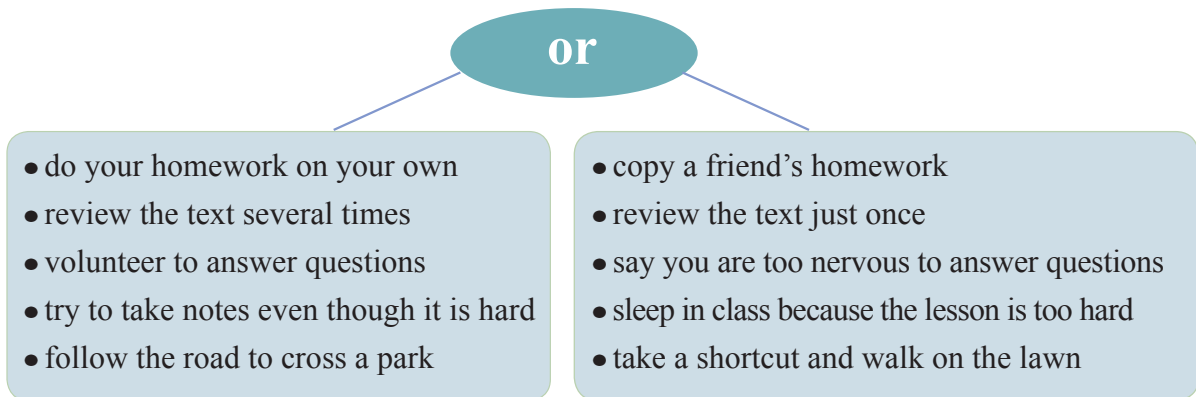 or
• do your homework on your own
• review the text several times
• volunteer to answer questions
• try to take notes even though it is hard
• follow the road to cross a park
• copy a friend’s homework
• review the text just once
• say you are too nervous to answer questions
• sleep in class because the lesson is too hard
• take a shortcut and walk on the lawn